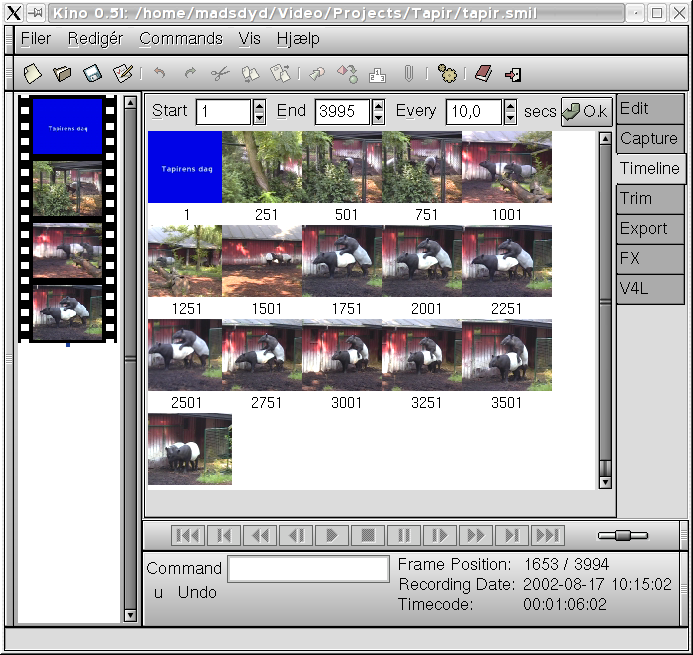 Kino 0.51: /home/madsdyd/Video/Projects/Tapir/tapir.smil
Filer Redigér Commands Vis Hjælp
Tapirens dag
Start 1 End 3995 Every 10,0 secs O.k
Tapirens dag
1 251 501 751 1001
1251 1501 1751 2001 2251
2501 2751 3001 3251 3501
Edit
Capture
Timeline
Trim
Export
FX
V4L
Command
u Undo
Frame Position: 1653 / 3994
Recording Date: 2002-08-17 10:15:02
Timecode: 00:01:06:02